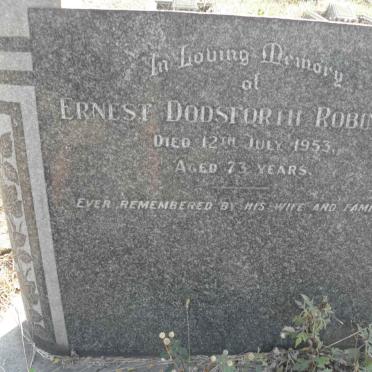 In Loving Memory
of
ERNEST DODSFORTH
DIED 12TH JULY 1953,
AGED 73 YEARS.
EVER REMEMBERED BY HIS WIFE AND